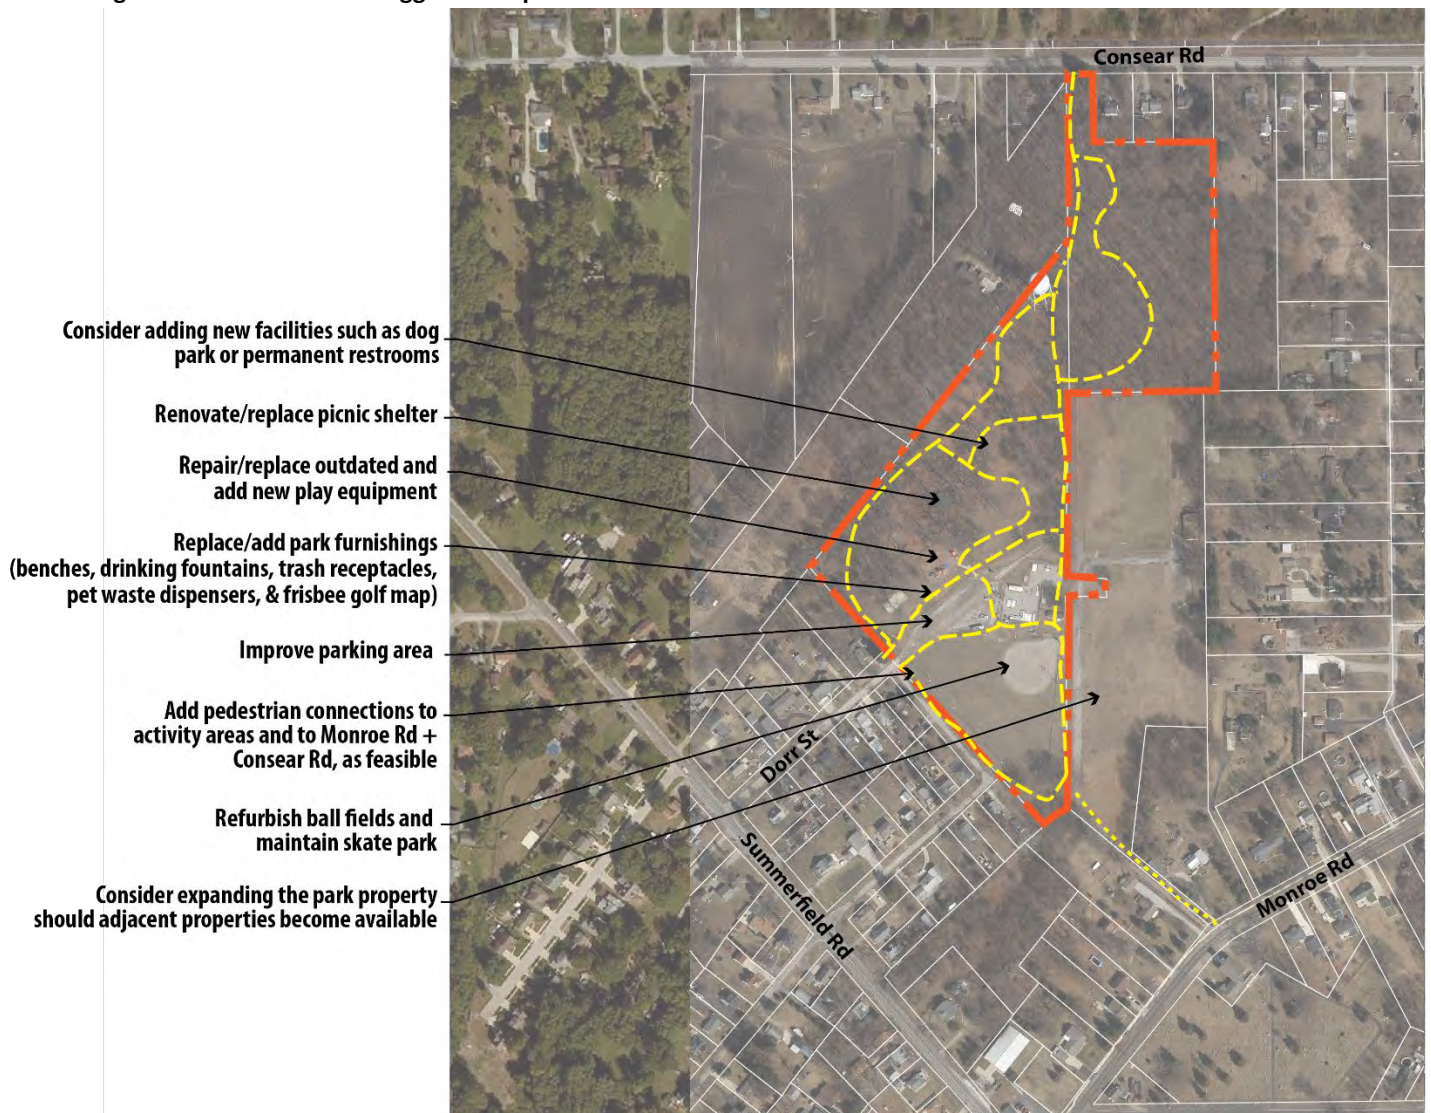 Consear Rd
Consider adding new facilities such as dog
park or permanent restrooms
Renovate/replace picnic shelter
Repair/replace outdated and
add new play equipment
Replace/add park furnishings
(benches, drinking fountains, trash receptacles,
pet waste dispensers, & frisbee golf map)
Improve parking area
Add pedestrian connections to
activity areas and to Monroe Rd +
Consear Rd, as feasible
Refurbish ball fields and
maintain skate park
Consider expanding the park property
should adjacent properties become available
Dorr St
Summerfield Rd
Monroe Rd